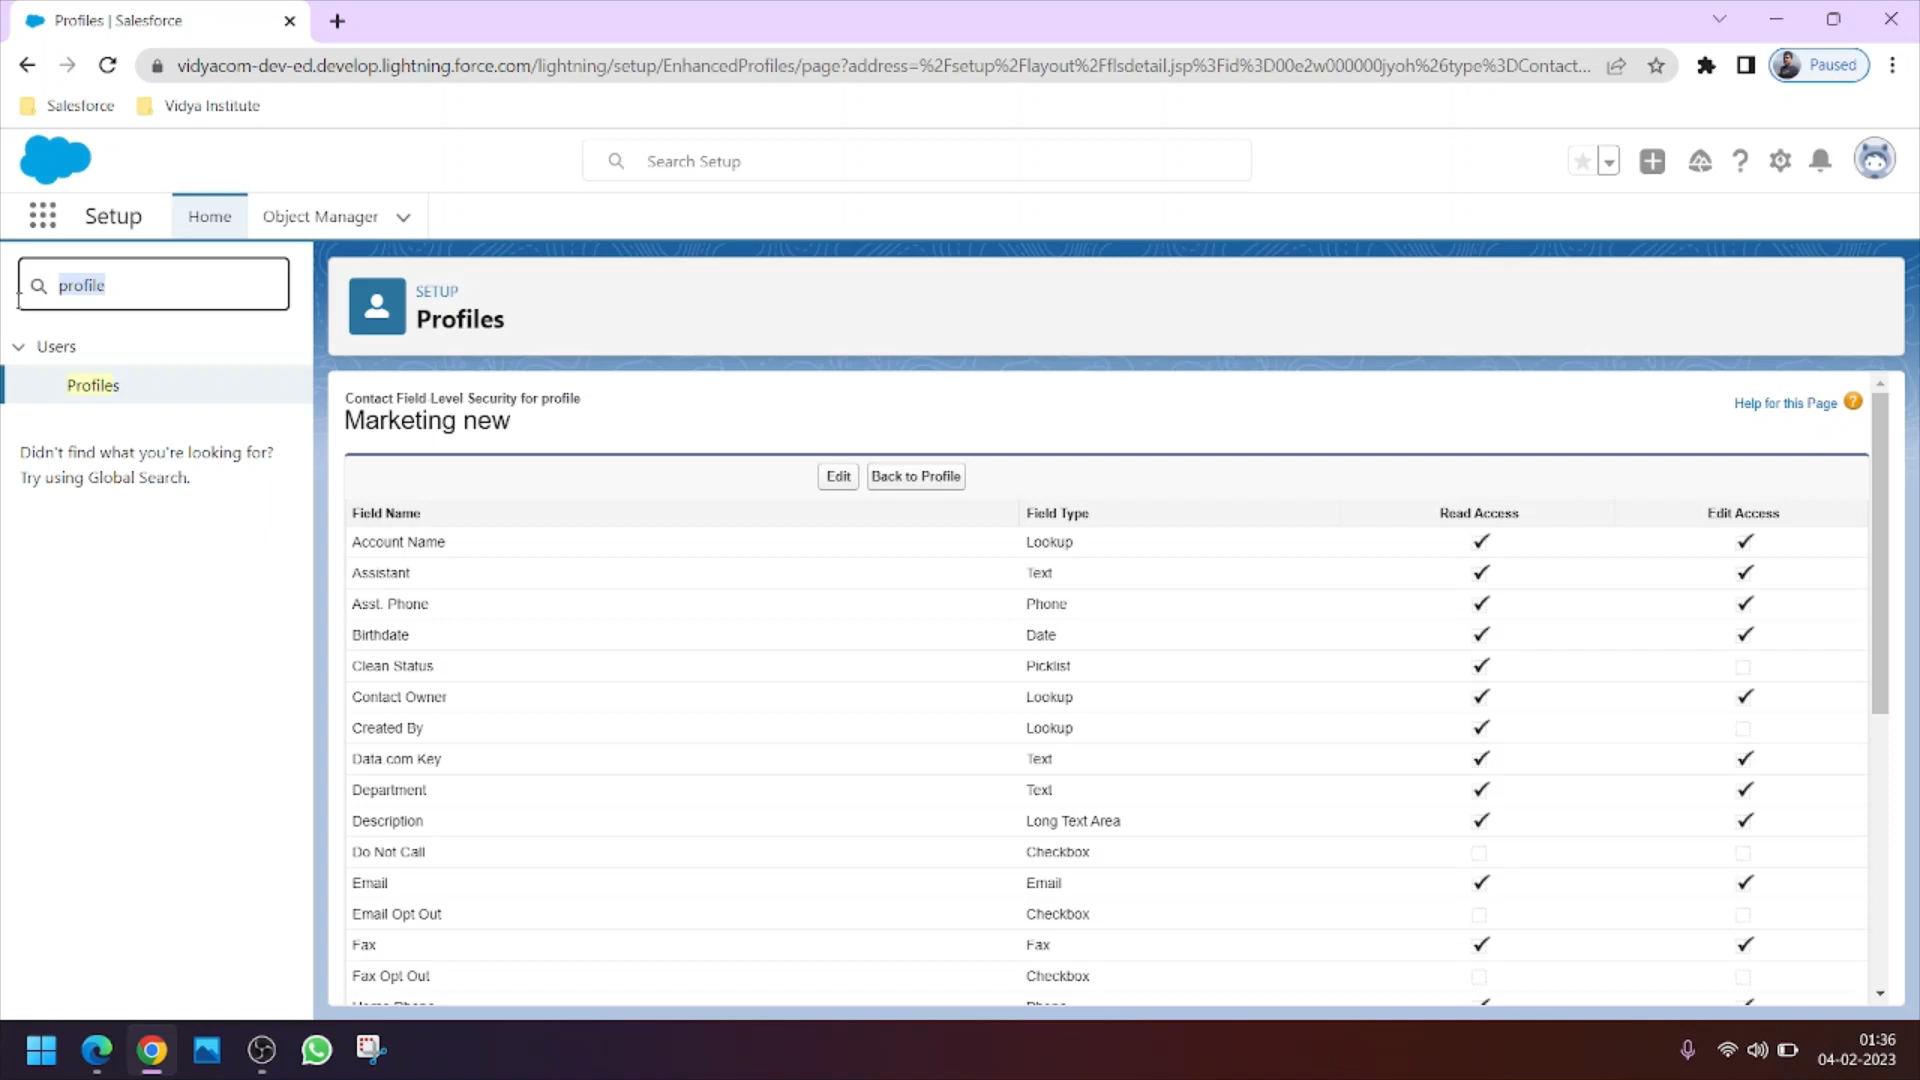 Profiles | Salesforce
vidyacom-dev-ed.develop.lightning.force.com/lightning/setup/EnhancedProfiles/page?address=%2Fsetup%2Flayout%2Fflsdetail.jsp%3Fid%3D00e2w000000jyoh%26type%3DContact...
Paused
Salesforce
Vidya Institute
Search Setup
Setup
Home
Object Manager
profile
Users
Profiles
Didn't find what you're looking for?
Try using Global Search.
SETUP
Profiles
Contact Field-Level Security for profile
Marketing new
Help for this Page
Edit Back to Profile
Field Name Field Type Read Access Edit Access
Account Name Lookup
Assistant Text
Asst. Phone Phone
Birthdate Date
Clean Status Picklist
Contact Owner Lookup
Created By Lookup
Data com Key Text
Department Text
Description Long Text Area
Do Not Call Checkbox
Email Email
Email Opt Out Checkbox
Fax Fax
Fax Opt Out Checkbox
Home Phone Phone
01:36
04-02-2023